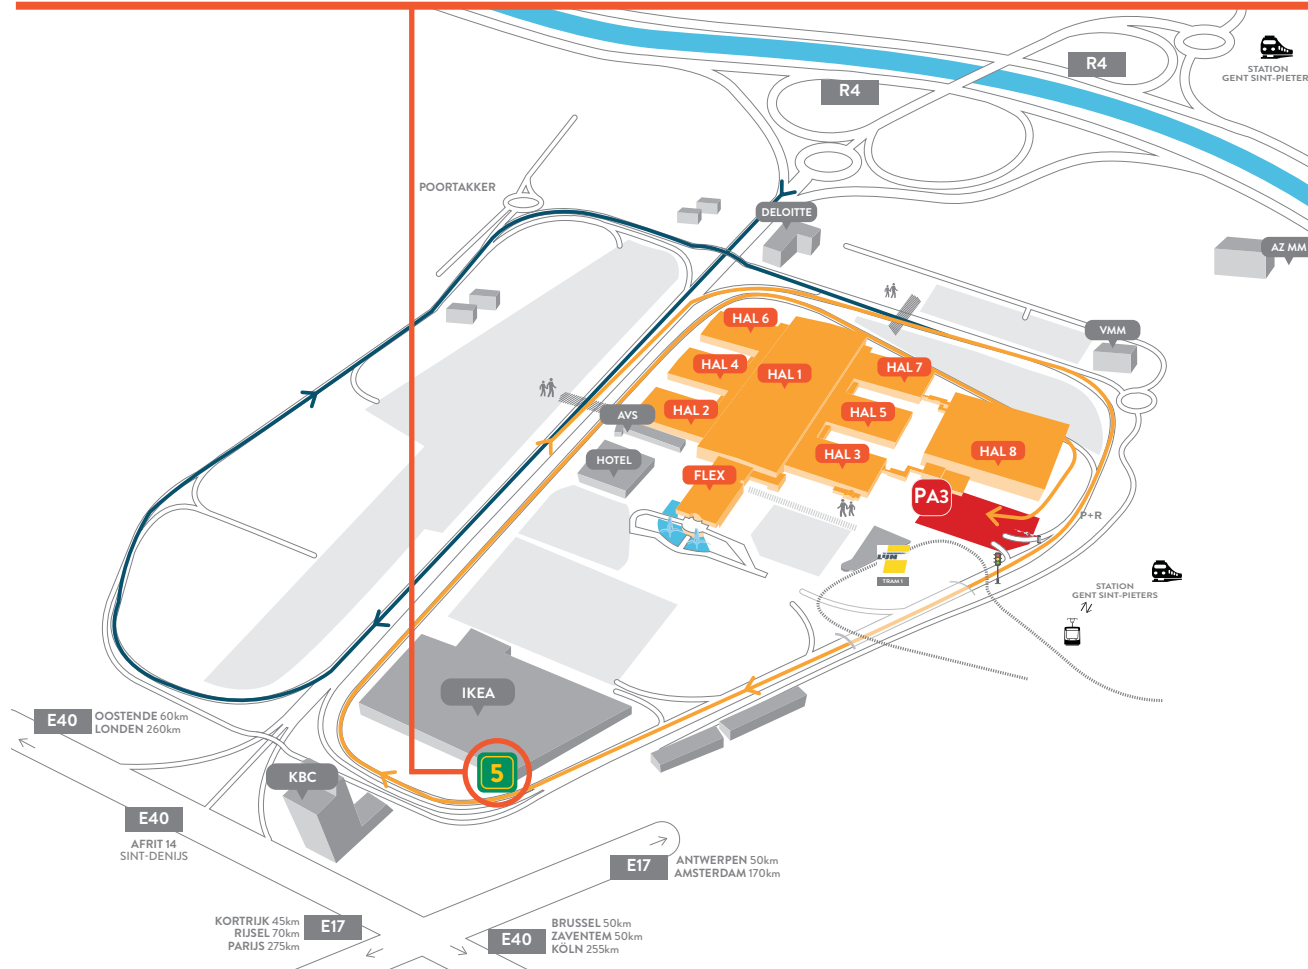 R4
R4
STATION
GENT SINT-PIETER
POORTAKKER
DELOITTE
AZ MM
HAL 6
VMM
HAL 4
HAL 1
HAL 7
HAL 2
AVS
HAL 5
HOTEL
HAL 3
HAL 8
FLEX
PA3
P+R
LIJN
TRAM 1
STATION
GENT SINT-PIETERS
IKEA
E40
OOSTENDE 60km
LONDEN 260km
5
KBC
E40
AFRIT 14
SINT-DENIJS
E17
ANTWERPEN 50km
AMSTERDAM 170km
KORTRIJK 45km
RIJSEL 70km
PARIJS 275km
E17
E40
BRUSSEL 50km
ZAVENTEM 50km
KÖLN 255km